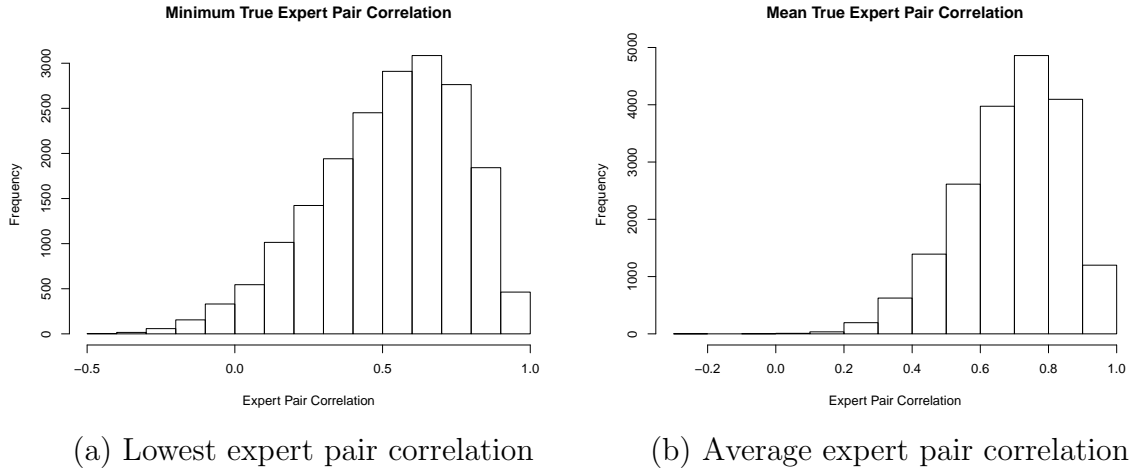 Minimum True Expert Pair Correlation
Frequency
3000
2500
2000
1500
1000
500
0
−0.5 0.0 0.5 1.0
Expert Pair Correlation
(a) Lowest expert pair correlation
Mean True Expert Pair Correlation
Frequency
5000
4000
3000
2000
1000
0
−0.2 0.0 0.2 0.4 0.6 0.8 1.0
Expert Pair Correlation
(b) Average expert pair correlation